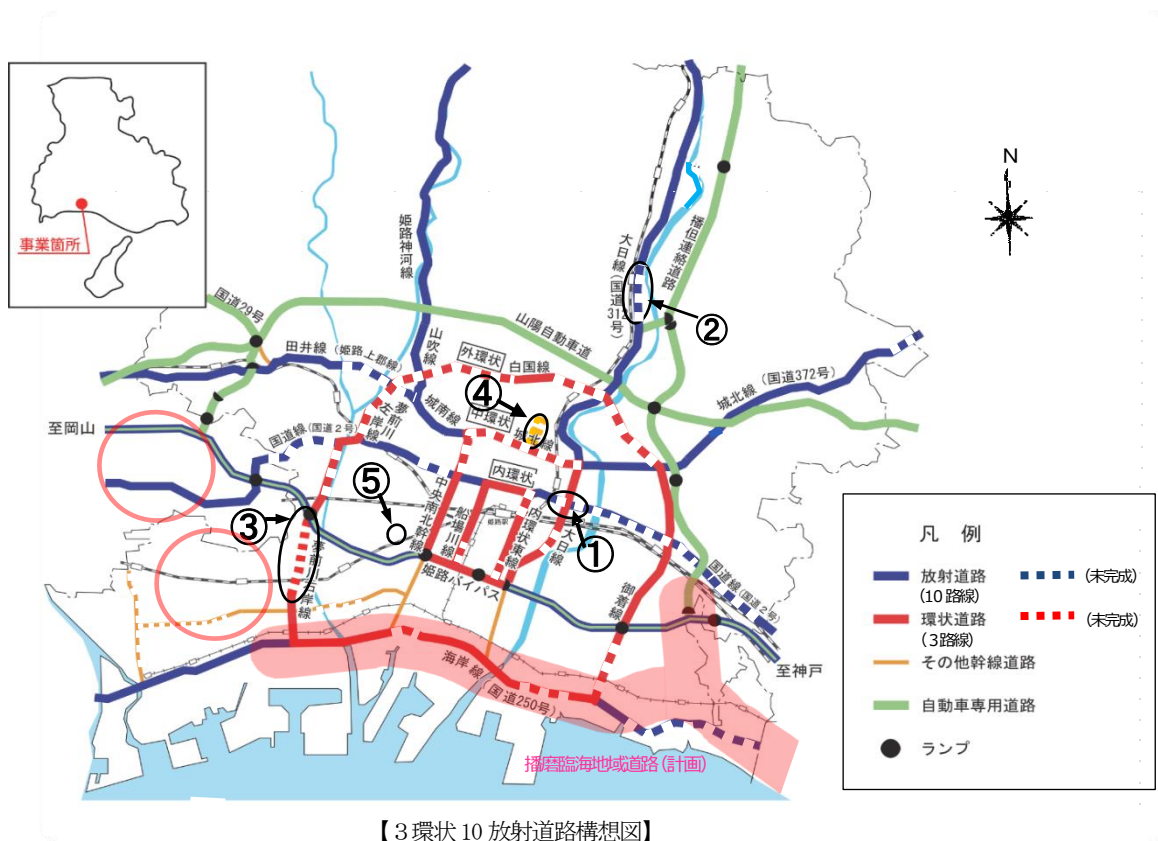 事業箇所
N
国道29号
姫路神河線
大日線(国道312号)
播但連絡道路
②
山陽自動車道
田井線(姫路上郡線)
山吹線
外環状
白国線
城北線(国道372号)
④
夢前川左岸線
城南線
中環状
城北線
至岡山
国道線(国道2号)
内環状
⑤
③
中央南北幹線
船場川線
姫路駅
内環状東線
大日線
①
夢前川右岸線
姫路バイパス
御着線
国道線(国道2号)
至神戸
海岸線(国道250号)
播磨臨海地域道路(計画)
凡 例
放射道路
(10路線)
(未完成)
環状道路
(3路線)
(未完成)
その他幹線道路
自動車専用道路
ランプ
【3環状10放射道路構想図】